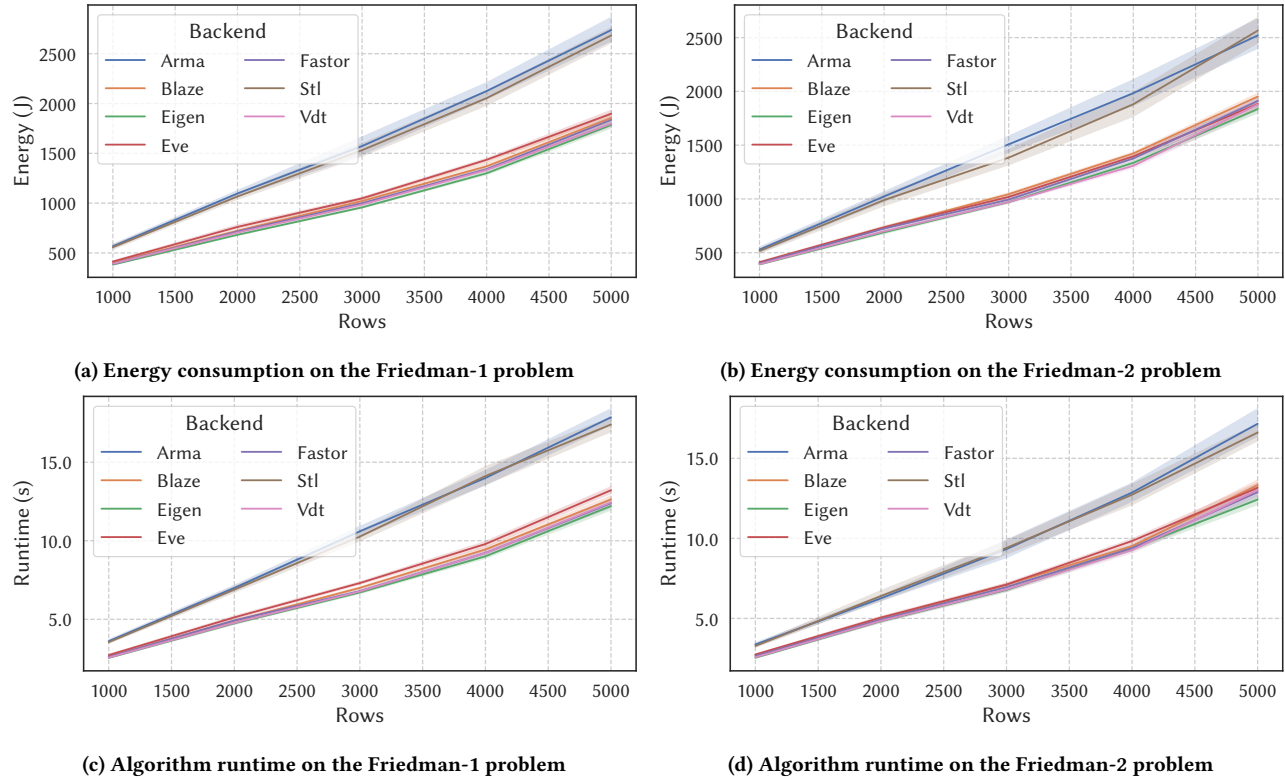 Energy (J)
2500
2000
1500
1000
500
Backend
Arma
Blaze
Eigen
Eve
Fastor
Stl
Vdt
1000 1500 2000 2500 3000 3500 4000 4500 5000
Rows
(a) Energy consumption on the Friedman-1 problem
Energy (J)
2500
2000
1500
1000
500
Backend
Arma
Blaze
Eigen
Eve
Fastor
Stl
Vdt
1000 1500 2000 2500 3000 3500 4000 4500 5000
Rows
(b) Energy consumption on the Friedman-2 problem
Runtime (s)
15.0
10.0
5.0
Backend
Arma
Blaze
Eigen
Eve
Fastor
Stl
Vdt
1000 1500 2000 2500 3000 3500 4000 4500 5000
Rows
(c) Algorithm runtime on the Friedman-1 problem
Runtime (s)
15.0
10.0
5.0
Backend
Arma
Blaze
Eigen
Eve
Fastor
Stl
Vdt
1000 1500 2000 2500 3000 3500 4000 4500 5000
Rows
(d) Algorithm runtime on the Friedman-2 problem